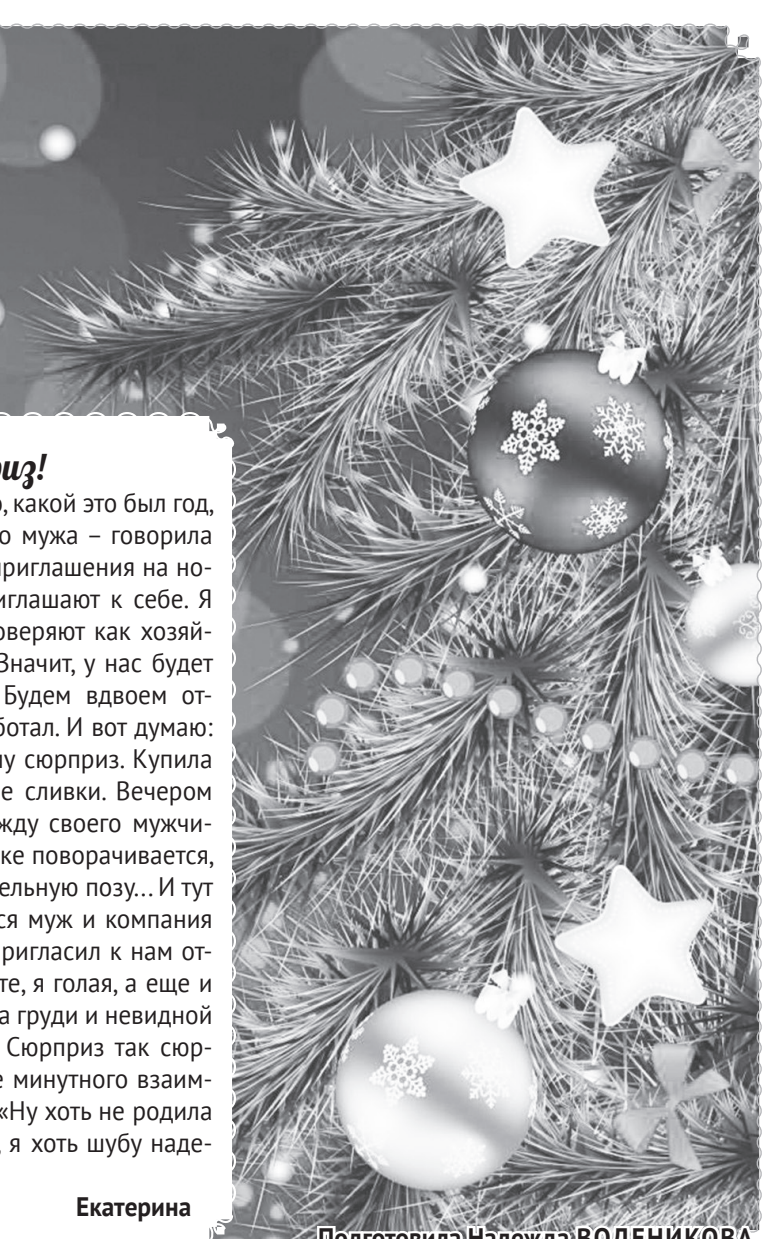 риз!
о, какой это был год,
о мужа – говорила
приглашения на но-
иглашают к себе. Я
оверяют как хозяй-
Значит, у нас будет
Будем вдвоем от-
ботал. И вот думаю:
му сюрприз. Купила
е сливки. Вечером
жду своего мужчи-
ке поворачивается,
ельную позу... И тут
ся муж и компания
ригласил к нам от-
те, я голая, а еще и
а груди и невидной
Сюрприз так сюр-
е минутного взаим-
«Ну хоть не родила
, я хоть шубу наде-
Екатерина
Подготовила Надежда ВОДЕНИКОВА